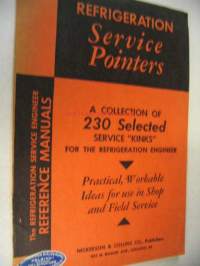 REFRIGERATION
Service
Pointers
A COLLECTION OF
230 Selected
SERVICE "KINKS"
FOR THE REFRIGERATION ENGINEER
Practical, Workable
Ideas for use in Shop
and Field Service
NICKERSON & COLLINS CO., Publishers
The REFRIGERATION SERVICE ENGINEER
REFERENCE MANUALS